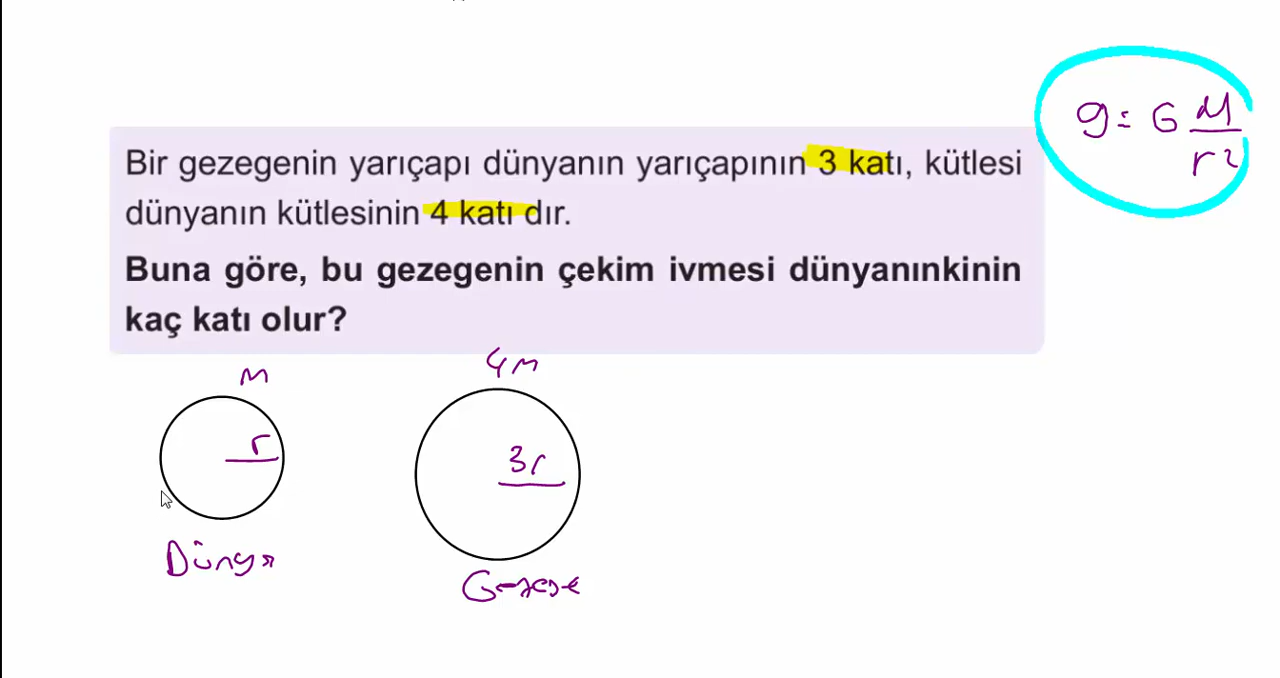 g = G M
r²
Bir gezegenin yarıçapı dünyanın yarıçapının 3 katı, kütlesi
dünyanın kütlesinin 4 katı dır.
Buna göre, bu gezegenin çekim ivmesi dünyanınkinin
kaç katı olur?
M
4M
r
3r
Dünya